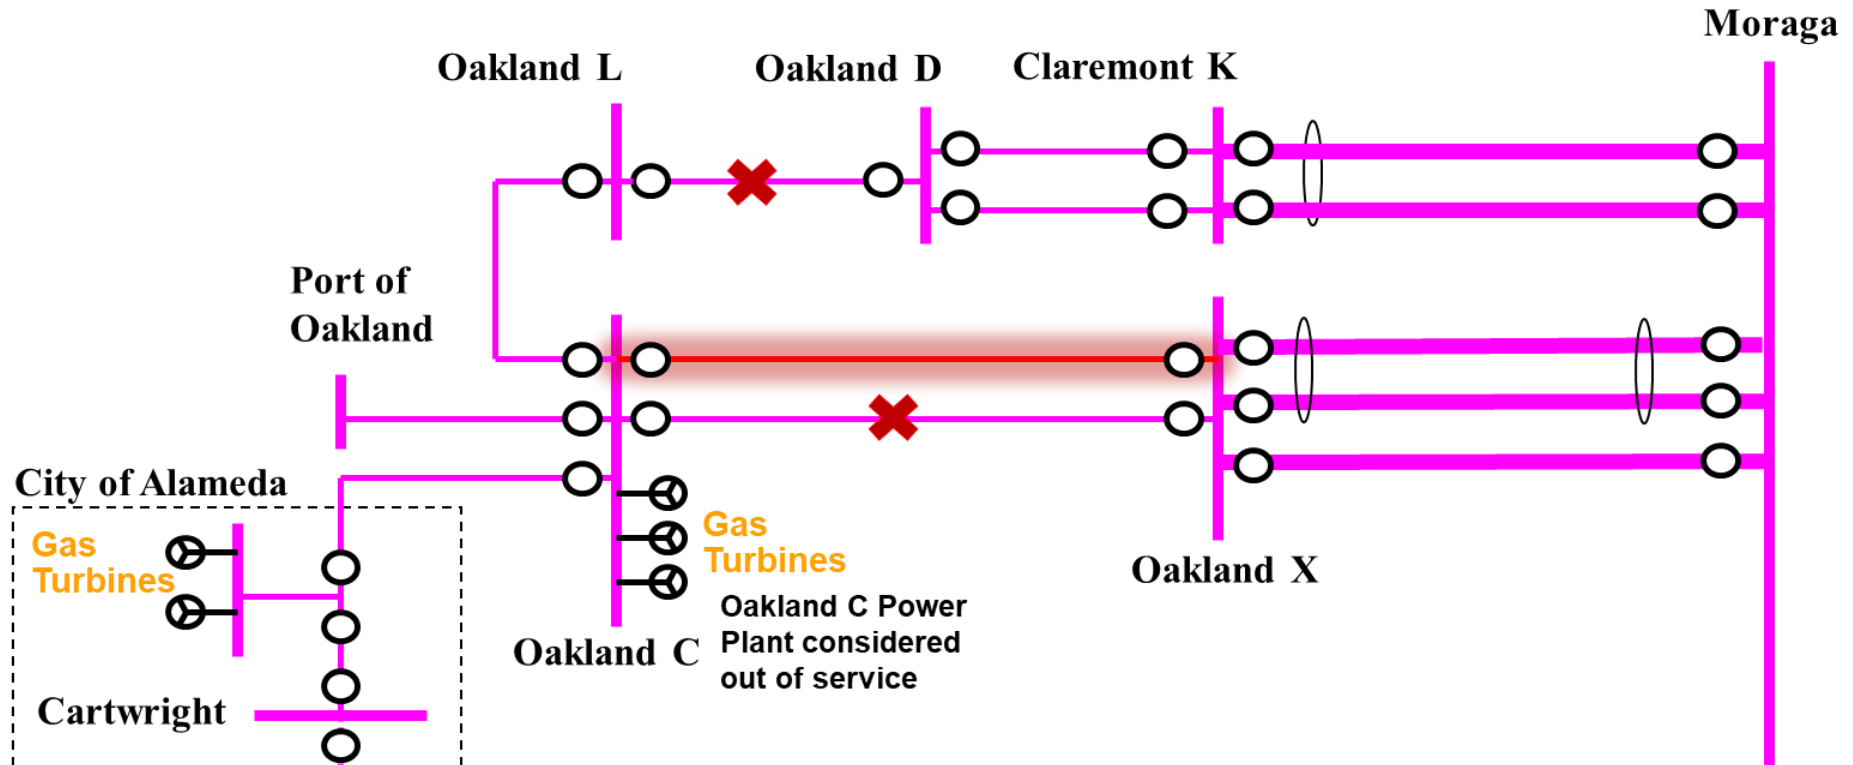 Moraga
Oakland L
Oakland D
Claremont K
Port of
Oakland
City of Alameda
Gas
Turbines
Gas
Turbines
Oakland X
Oakland C Power
Plant considered
out of service
Oakland C
Cartwright